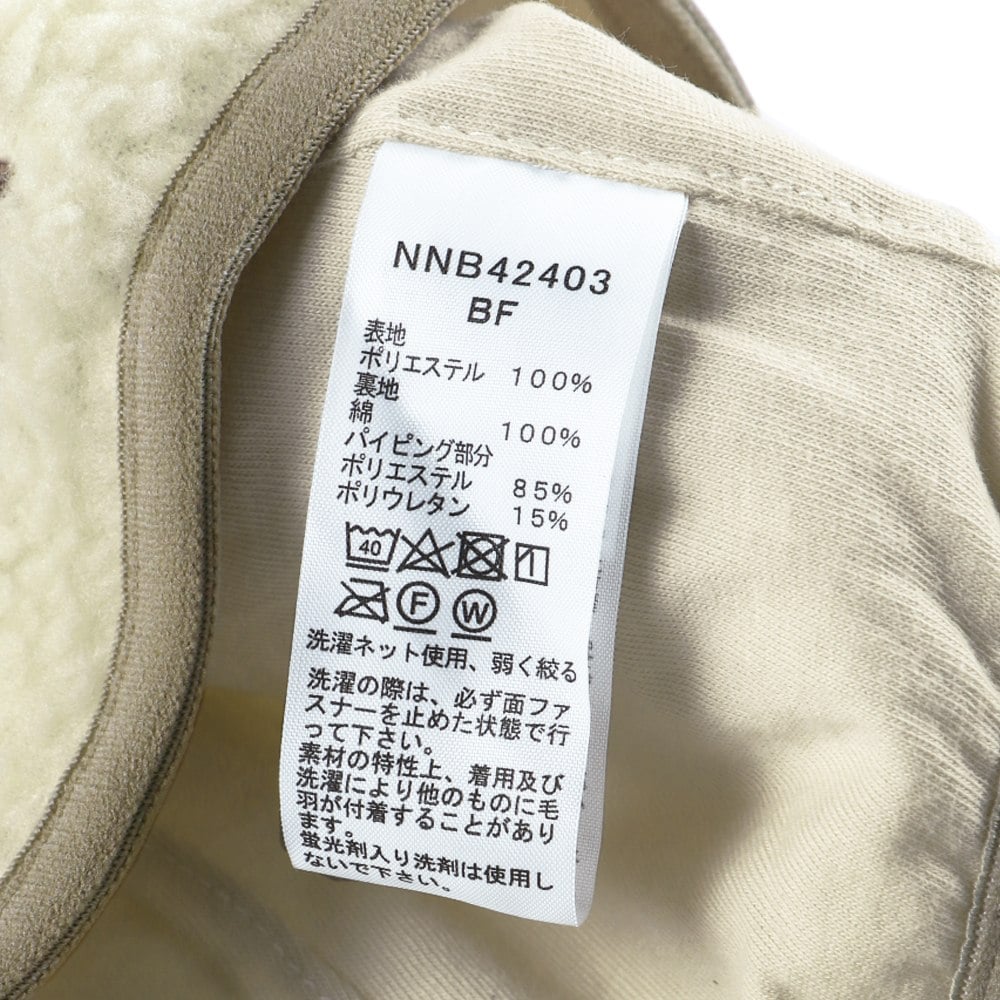 NNB42403
BF
表地
ポリエステル 100%
裏地
綿 100%
パイピング部分
ポリエステル 85%
ポリウレタン 15%
40
F W
洗濯ネット使用、弱く絞る
洗濯の際は、必ず面ファ
スナーを止めた状態で行
って下さい。
素材の特性上、着用及び
洗濯により他のものに毛
羽が付着することがあり
ます。
蛍光剤入り洗剤は使用し
ないで下さい。